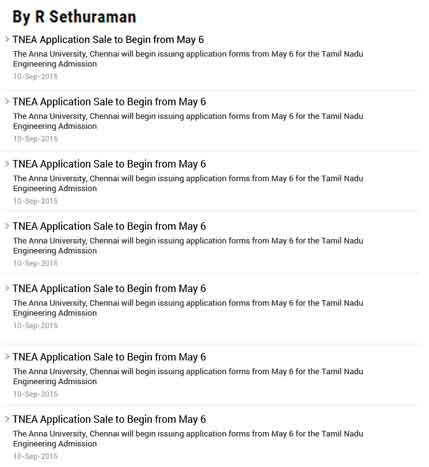 By R Sethuraman
TNEA Application Sale to Begin from May 6
The Anna University, Chennai will begin issuing application forms from May 6 for the Tamil Nadu
Engineering Admission
10-Sep-2015
TNEA Application Sale to Begin from May 6
The Anna University, Chennai will begin issuing application forms from May 6 for the Tamil Nadu
Engineering Admission
10-Sep-2015
TNEA Application Sale to Begin from May 6
The Anna University, Chennai will begin issuing application forms from May 6 for the Tamil Nadu
Engineering Admission
10-Sep-2015
TNEA Application Sale to Begin from May 6
The Anna University, Chennai will begin issuing application forms from May 6 for the Tamil Nadu
Engineering Admission
10-Sep-2015
TNEA Application Sale to Begin from May 6
The Anna University, Chennai will begin issuing application forms from May 6 for the Tamil Nadu
Engineering Admission
10-Sep-2015
TNEA Application Sale to Begin from May 6
The Anna University, Chennai will begin issuing application forms from May 6 for the Tamil Nadu
Engineering Admission
10-Sep-2015
TNEA Application Sale to Begin from May 6
The Anna University, Chennai will begin issuing application forms from May 6 for the Tamil Nadu
Engineering Admission
10-Sep-2015